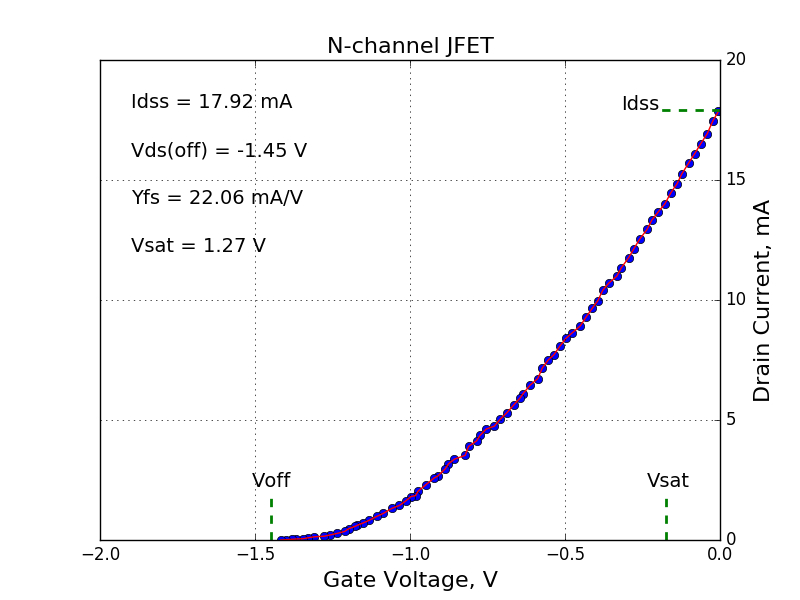 N-channel JFET
Idss = 17.92 mA
Vds(off) = -1.45 V
Yfs = 22.06 mA/V
Vsat = 1.27 V
Idss
Voff
Vsat
20
15
10
5
0
Drain Current, mA
−2.0 −1.5 −1.0 −0.5 0.0
Gate Voltage, V